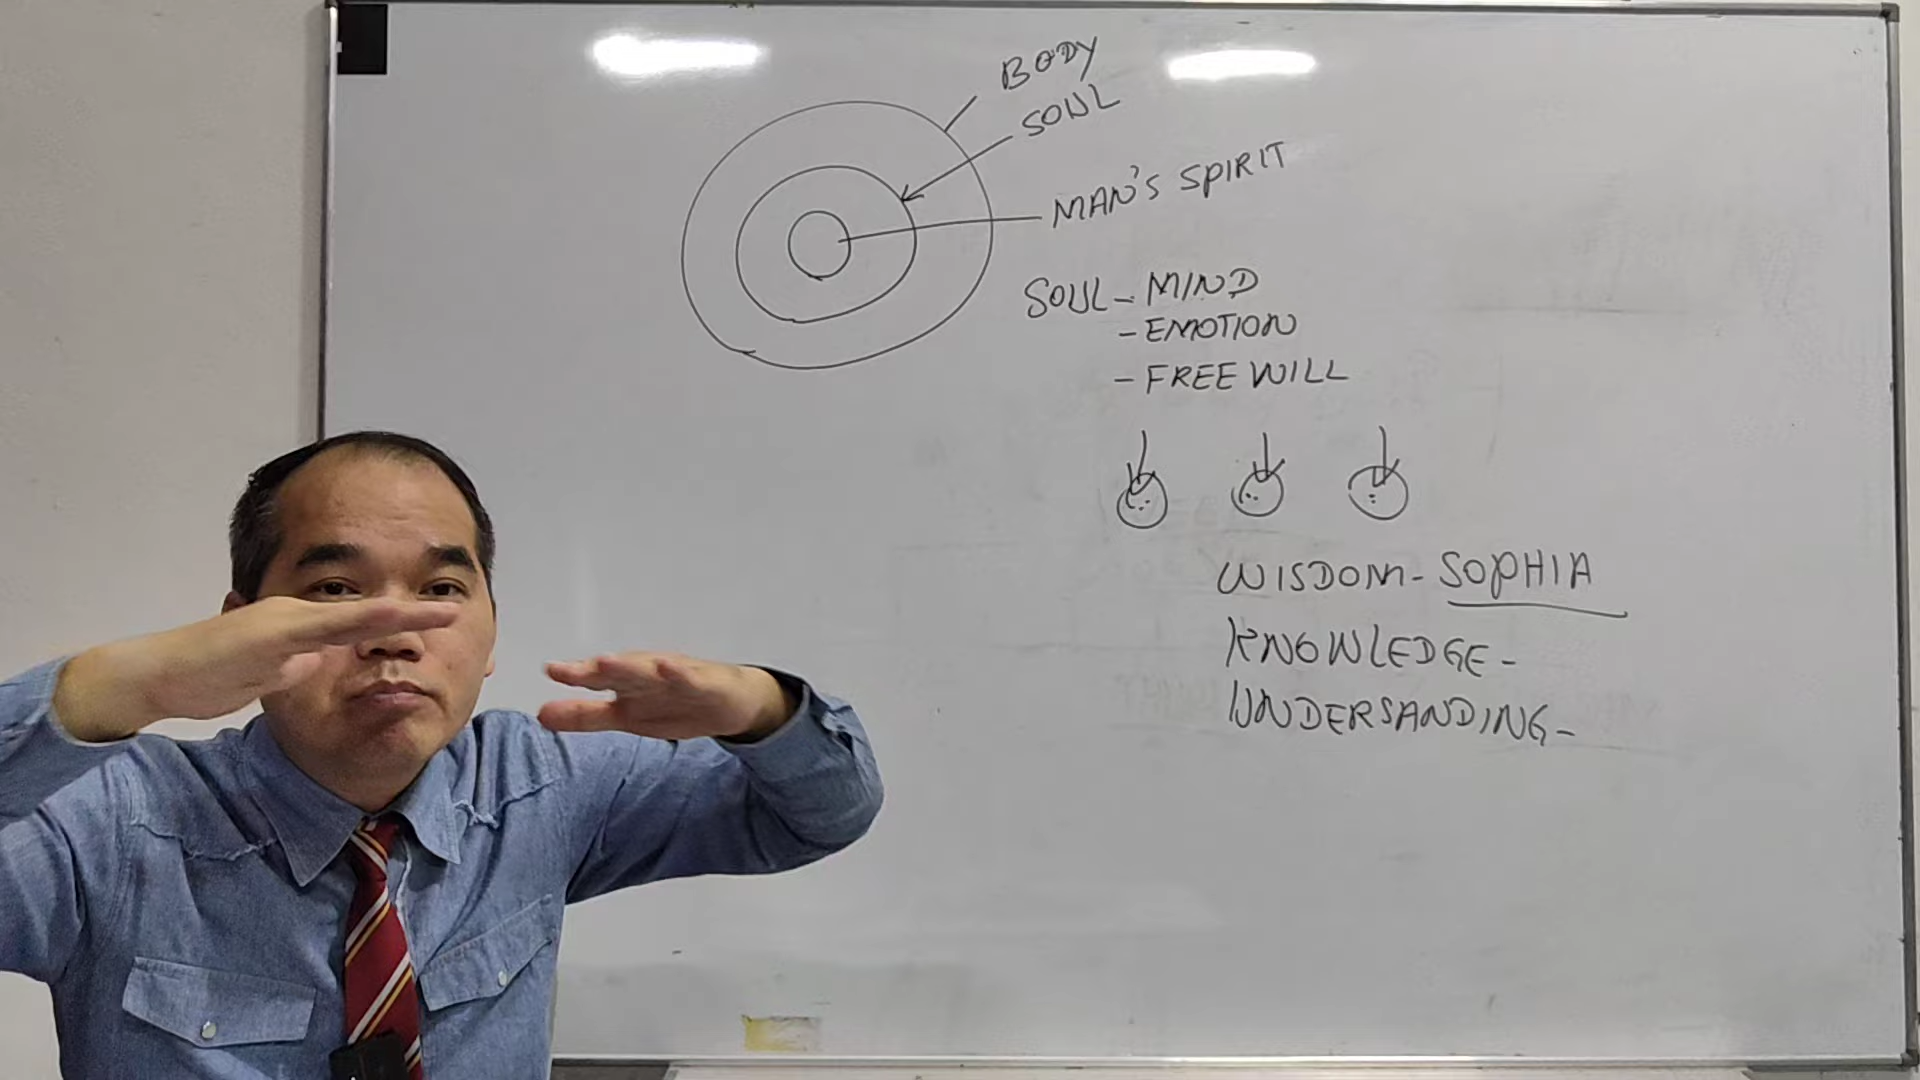 BODY
SOUL
MAN'S SPIRIT
SOUL - MIND
- EMOTION
- FREE WILL
WISDOM - SOPHIA
KNOWLEDGE -
UNDERSANDING -